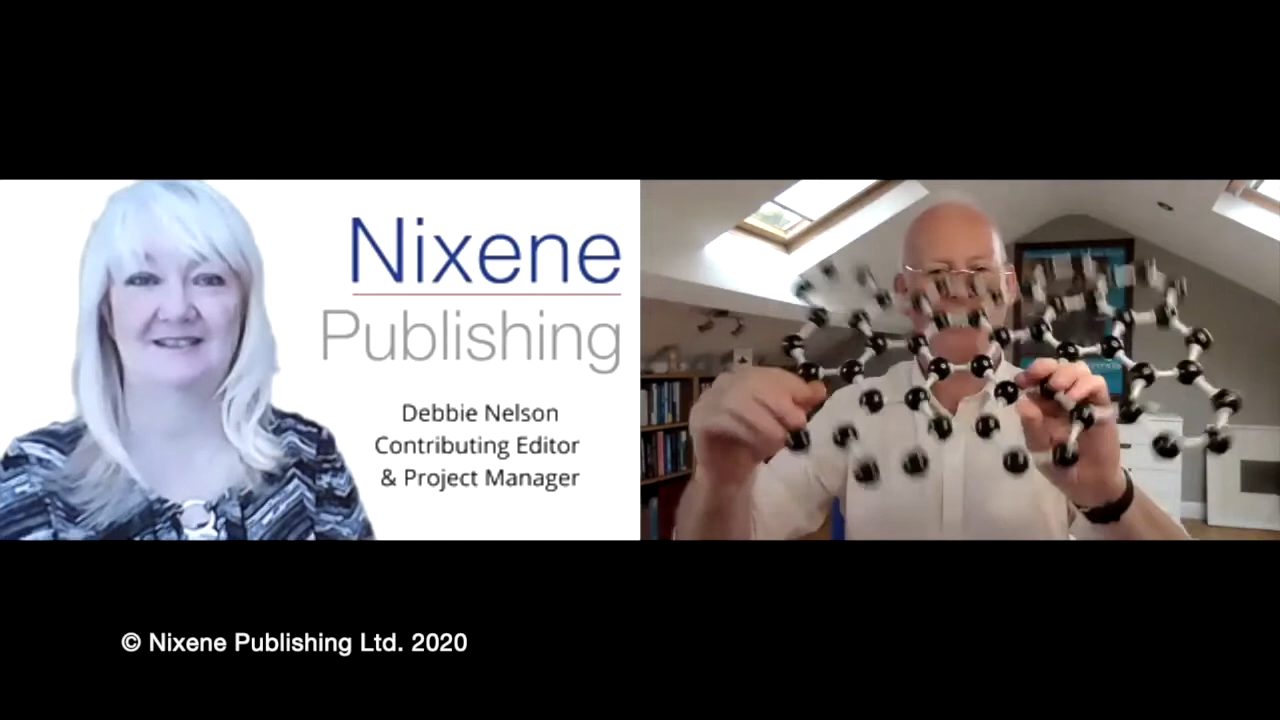 Nixene
Publishing
Debbie Nelson
Contributing Editor
& Project Manager
© Nixene Publishing Ltd. 2020